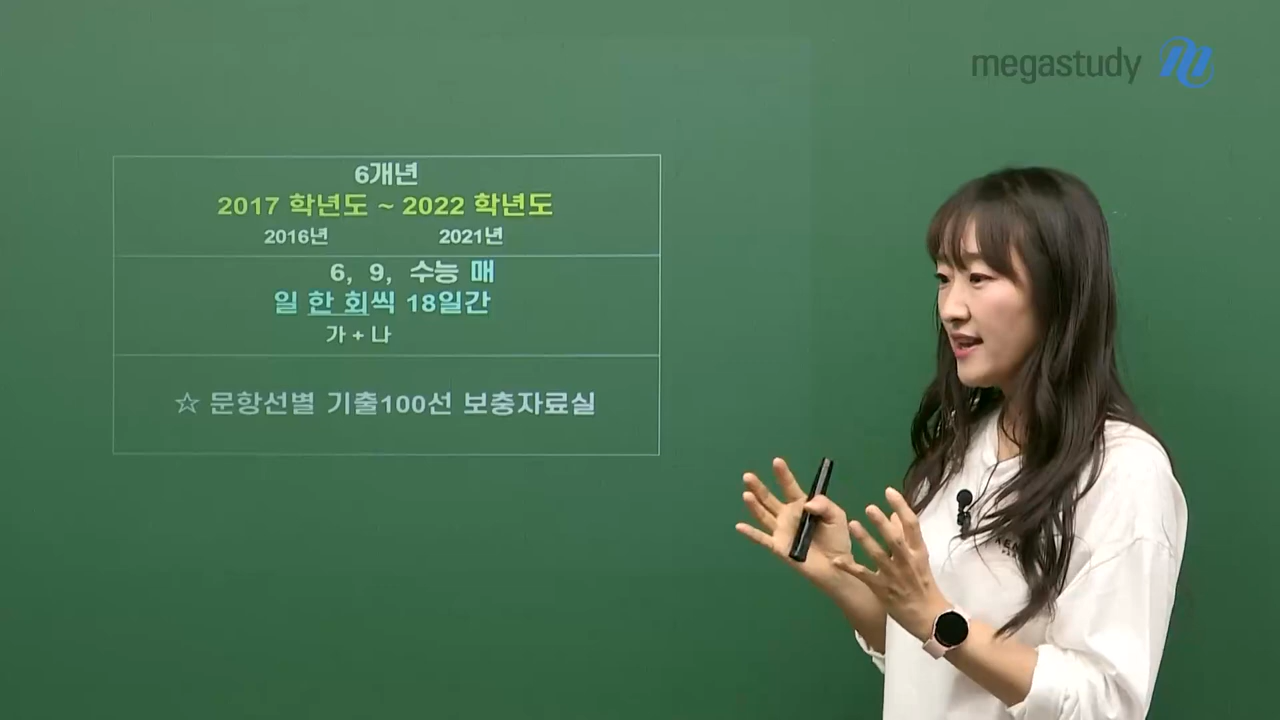 megastudy
6개년
2017 학년도 ~ 2022 학년도
2016년 2021년
6, 9, 수능 매
일 한 회씩 18일간
가 + 나
☆ 문항선별 기출100선 보충자료실